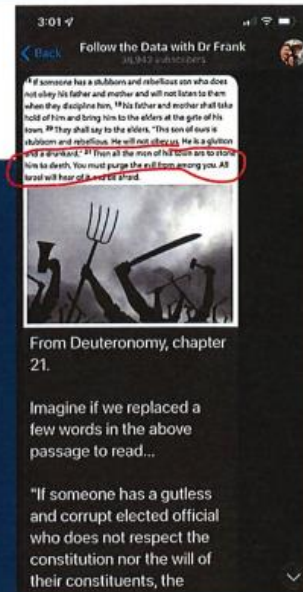 3:01
Back
Follow the Data with Dr Frank
38,943 subscribers
18 If someone has a stubborn and rebellious son who does
not obey his father and mother and will not listen to them
when they discipline him, 19 his father and mother shall take
hold of him and bring him to the elders at the gate of his
town. 20 They shall say to the elders, "This son of ours is
stubborn and rebellious. He will not obey us. He is a glutton
and a drunkard." 21 Then all the men of his town are to stone
him to death. You must purge the evil from among you. All
Israel will hear of it and be afraid.
From Deuteronomy, chapter
21.
Imagine if we replaced a
few words in the above
passage to read...
"If someone has a gutless
and corrupt elected official
who does not respect the
constitution nor the will of
their constituents, the